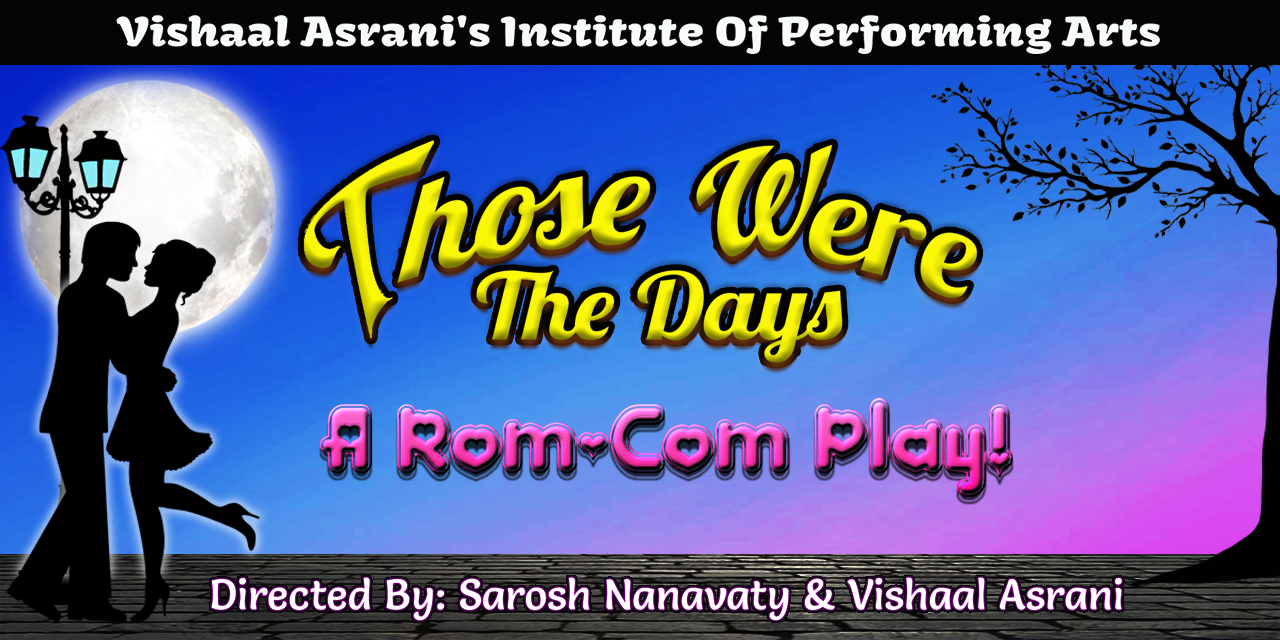 Vishaal Asrani's Institute Of Performing Arts
Those Were
The Days
A Rom-Com Play!
Directed By: Sarosh Nanavaty & Vishaal Asrani